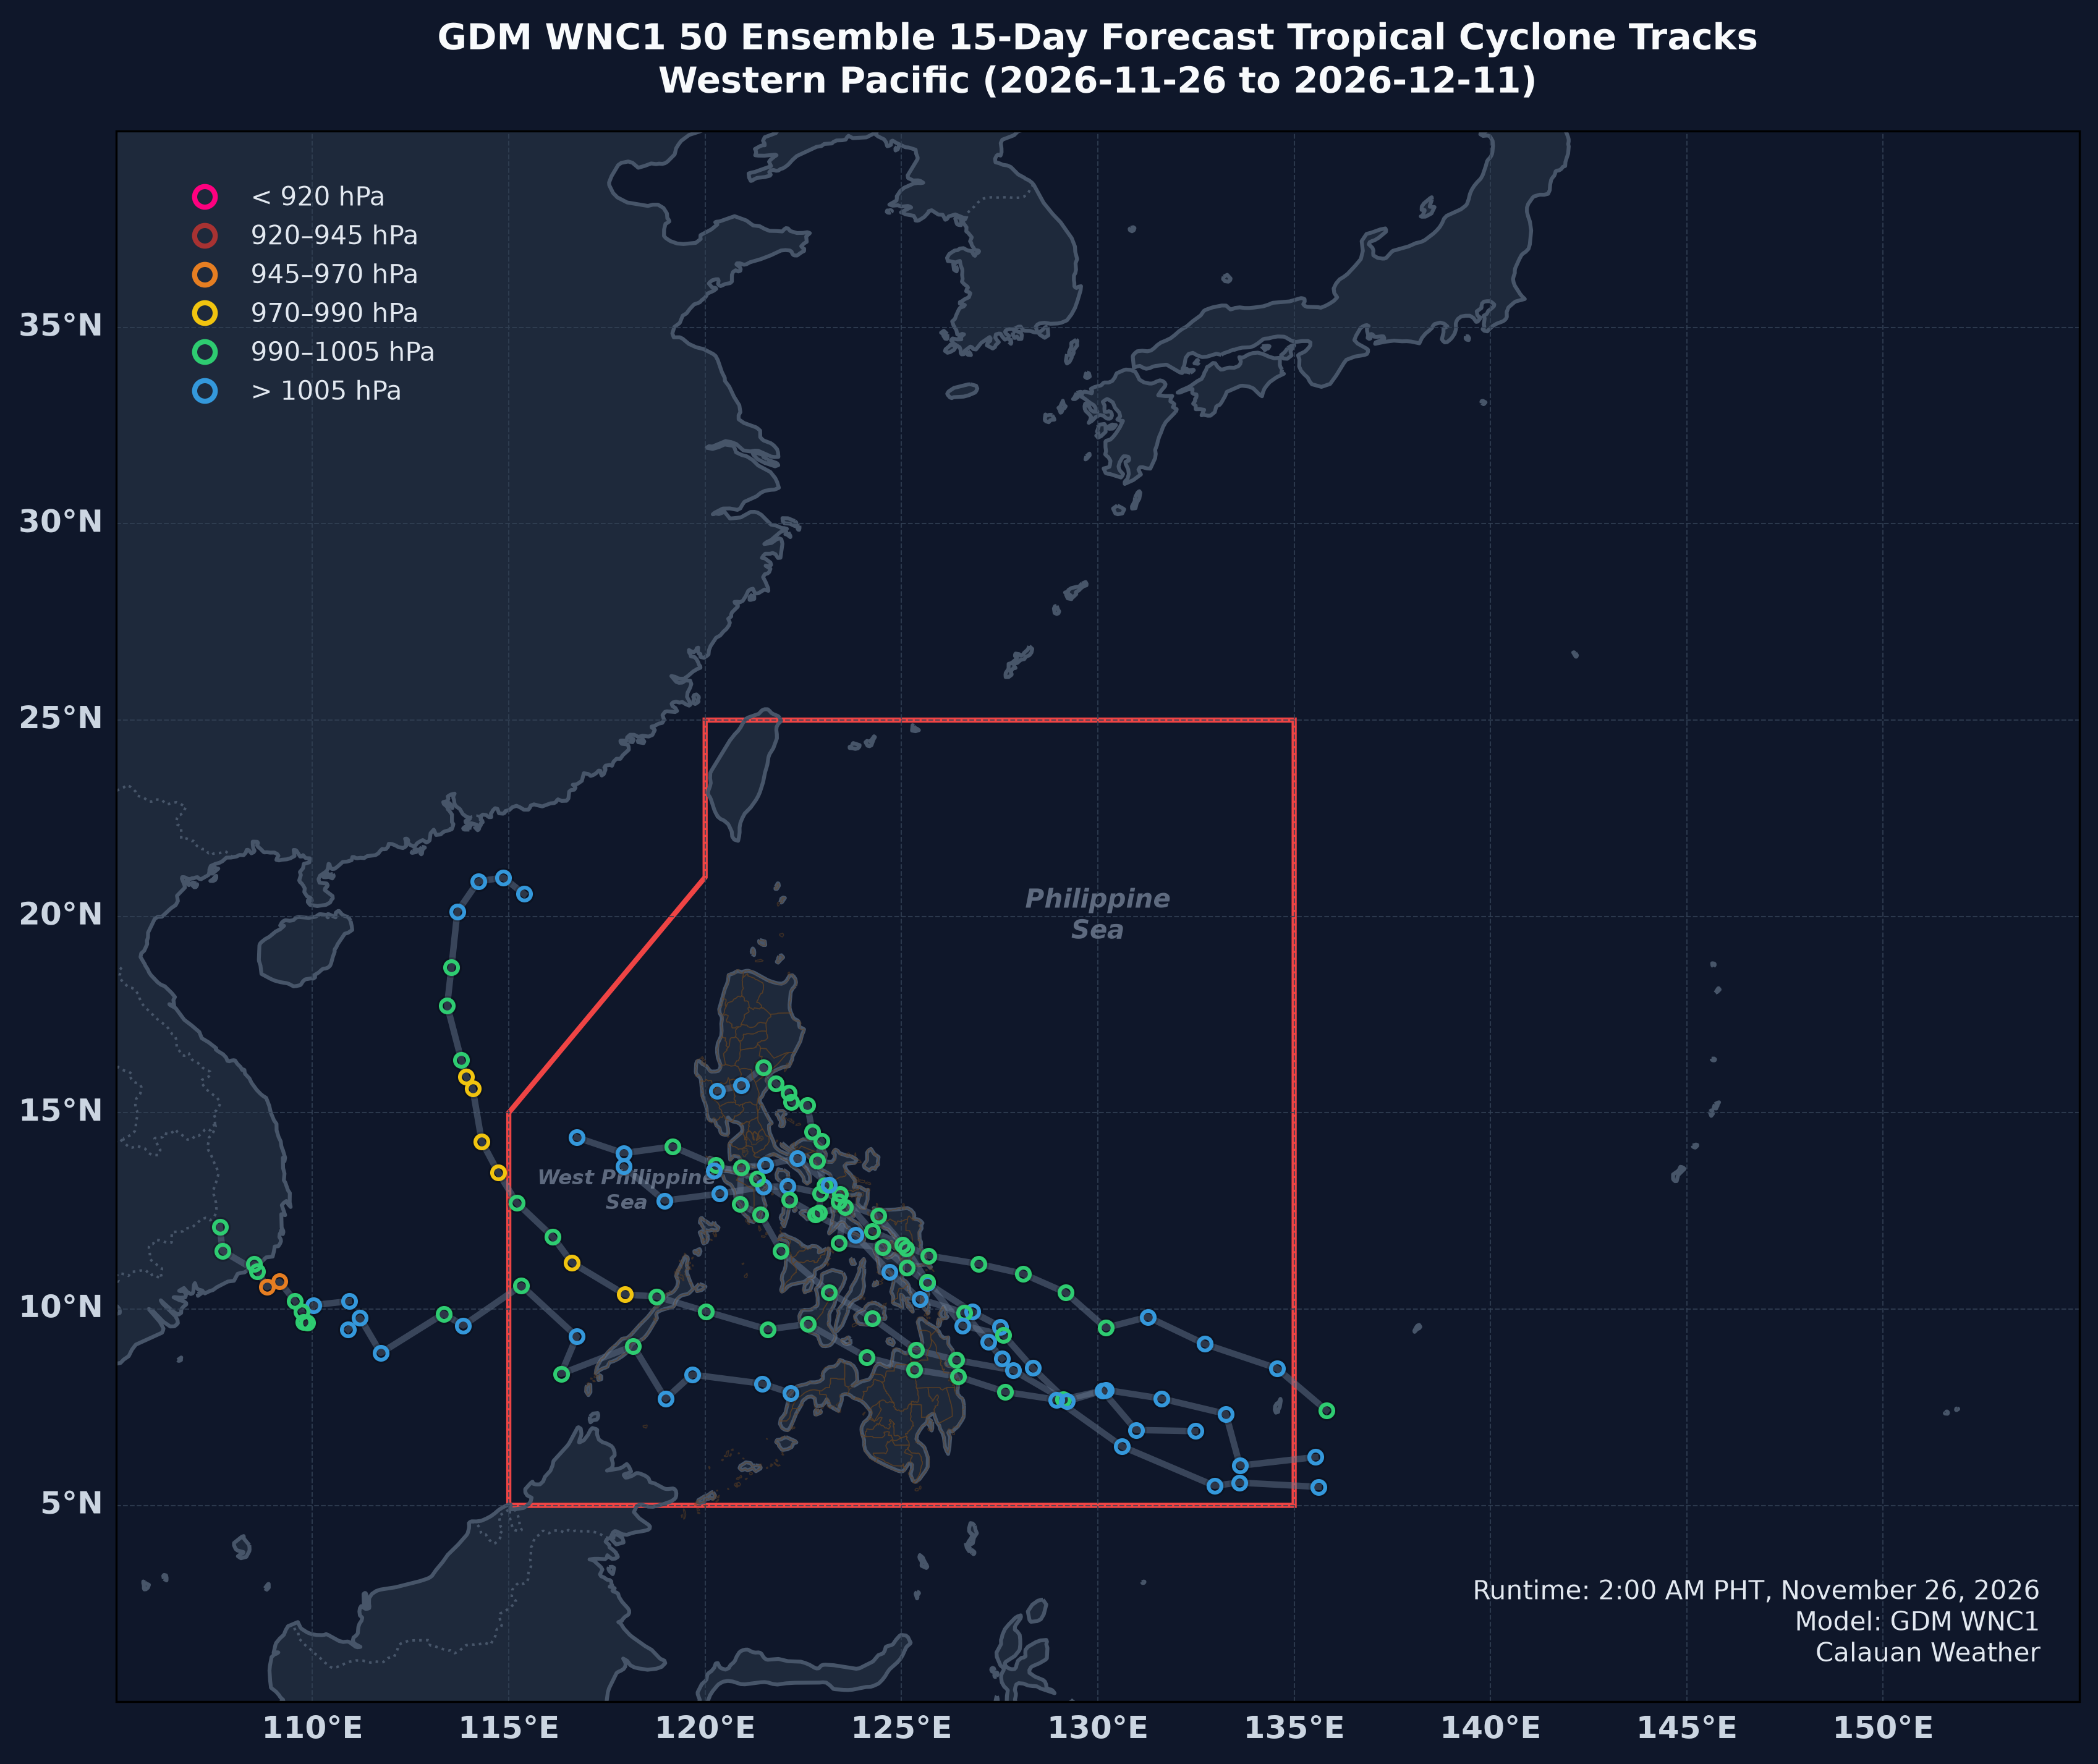 GDM WNC1 50 Ensemble 15-Day Forecast Tropical Cyclone Tracks
Western Pacific (2026-11-26 to 2026-12-11)
< 920 hPa
920–945 hPa
945–970 hPa
970–990 hPa
990–1005 hPa
> 1005 hPa
35°N
30°N
25°N
20°N
15°N
10°N
5°N
Philippine
Sea
West Philippine
Sea
Runtime: 2:00 AM PHT, November 26, 2026
Model: GDM WNC1
Calauan Weather
110°E
115°E
120°E
125°E
130°E
135°E
140°E
145°E
150°E